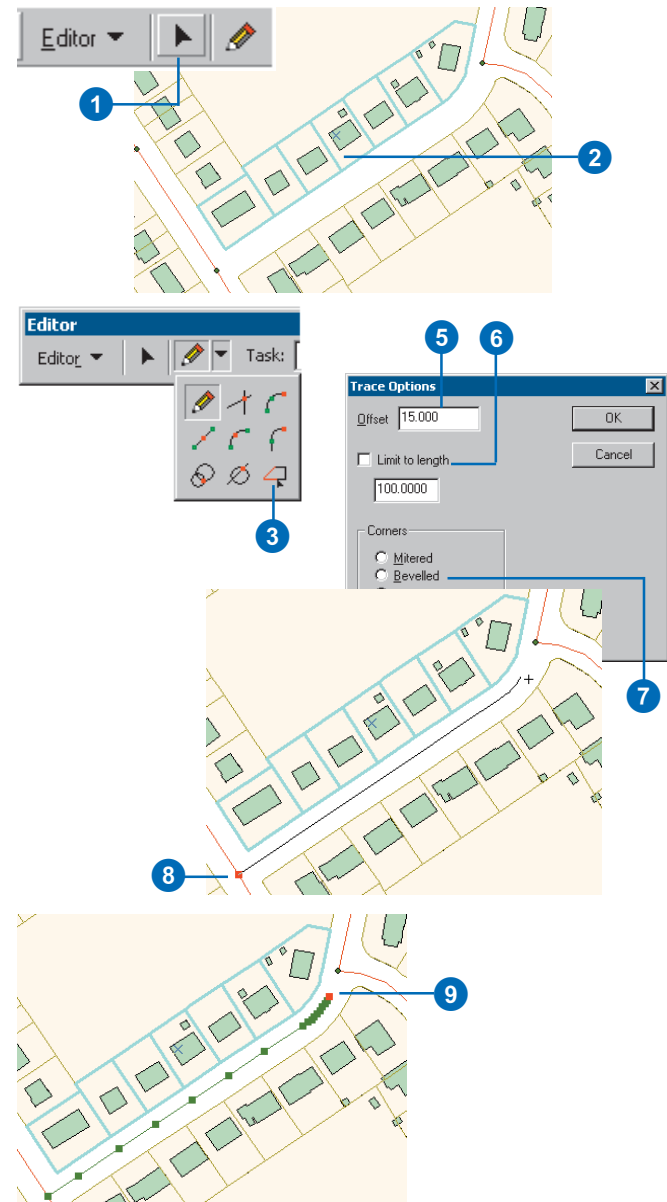 Editor
1
2
Editor
Editor Task:
3
5 6
Trace Options
Offset 15.000 OK
Limit to length Cancel
100.0000
Corners
Mitered
Bevelled
7
8
9